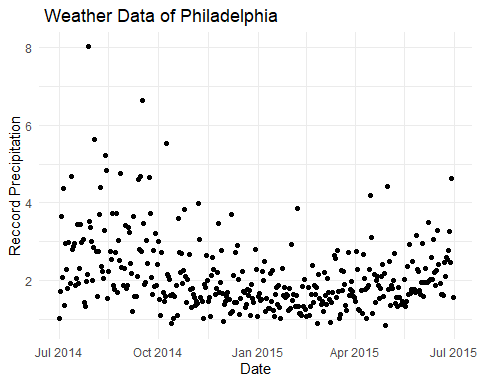 Weather Data of Philadelphia
Reccord Precipitation
8
6
4
2
Jul 2014
Oct 2014
Jan 2015
Apr 2015
Jul 2015
Date